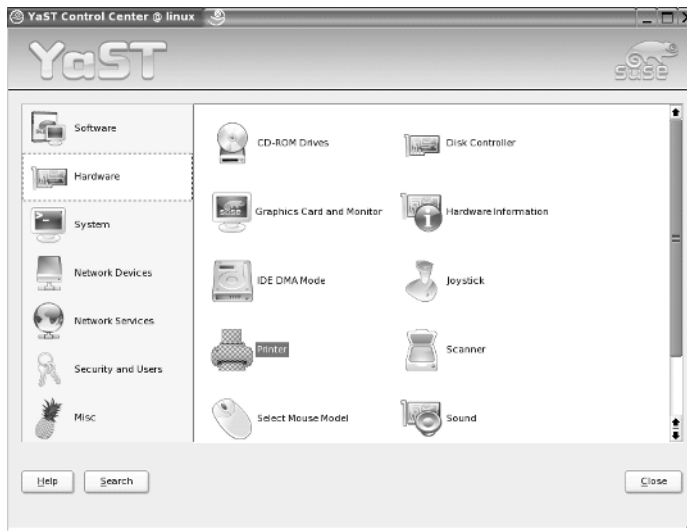 YaST Control Center @ linux
YaST
suse
Software
Hardware
System
Network Devices
Network Services
Security and Users
Misc
CD-ROM Drives
Disk Controller
Graphics Card and Monitor
Hardware Information
IDE DMA Mode
Joystick
Printer
Scanner
Select Mouse Model
Sound
Help
Search
Close